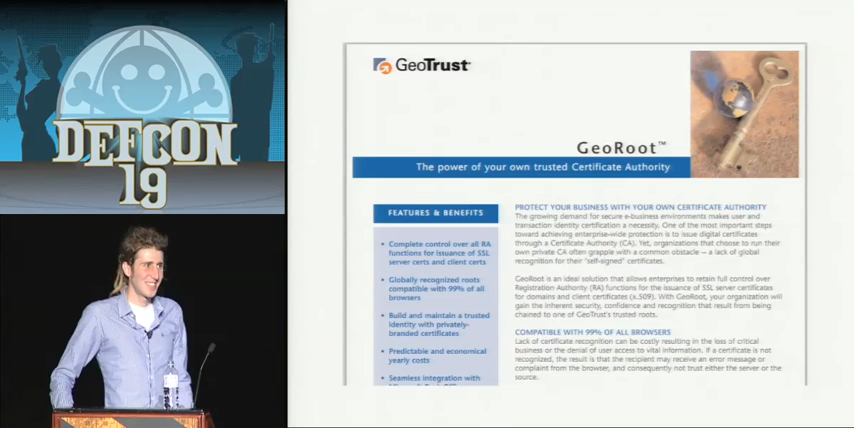 DEFCON
19
GeoTrust
GeoRoot™
The power of your own trusted Certificate Authority
FEATURES & BENEFITS
• Complete control over all RA
functions for issuance of SSL
server certs and client certs
• Globally recognized roots
compatible with 99% of all
browsers
• Build and maintain a trusted
identity with privately-
branded certificates
• Predictable and economical
yearly costs
• Seamless integration with
PROTECT YOUR BUSINESS WITH YOUR OWN CERTIFICATE AUTHORITY
The growing demand for secure e-business environments makes user and
transaction identity certification a necessity. One of the most important steps
toward achieving enterprise-wide protection is to issue digital certificates
through a Certificate Authority (CA). Yet, organizations that choose to run their
own private CA often grapple with a common obstacle – a lack of global
recognition for their "self-signed" certificates.
GeoRoot is an ideal solution that allows enterprises to retain full control over
Registration Authority (RA) functions for the issuance of SSL server certificates
for domains and client certificates (x.509). With GeoRoot, your organization will
gain the inherent security, confidence and recognition that result from being
chained to one of GeoTrust's trusted roots.
COMPATIBLE WITH 99% OF ALL BROWSERS
Lack of certificate recognition can be costly resulting in the loss of critical
business or the denial of user access to vital information. If a certificate is not
recognized, the result is that the recipient may receive an error message or
complaint from the browser, and consequently not trust either the server or the
source.